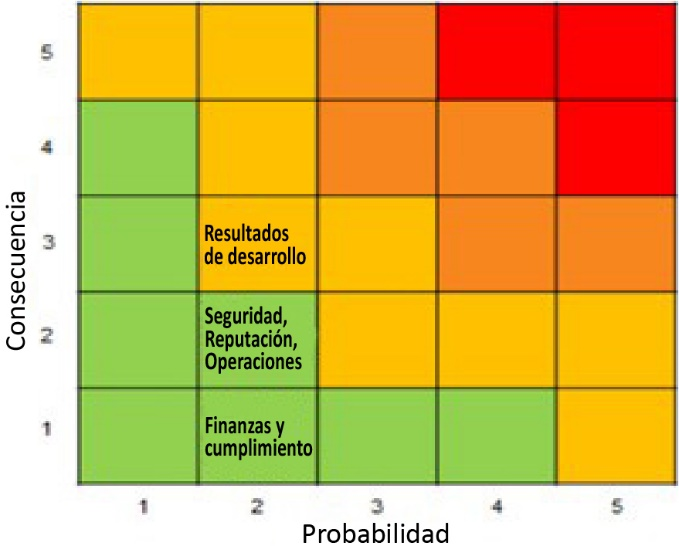 Consecuencia
5
4
3
Resultados
de desarrollo
2
Seguridad,
Reputación,
Operaciones
1
Finanzas y
cumplimiento
1 2 3 4 5
Probabilidad